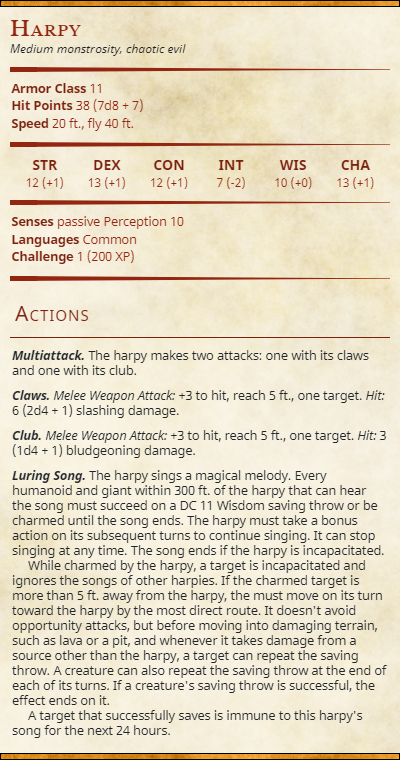 Harpy
Medium monstrosity, chaotic evil
Armor Class 11
Hit Points 38 (7d8 + 7)
Speed 20 ft., fly 40 ft.
STR DEX CON INT WIS CHA
12 (+1) 13 (+1) 12 (+1) 7 (-2) 10 (+0) 13 (+1)
Senses passive Perception 10
Languages Common
Challenge 1 (200 XP)
Actions
Multiattack. The harpy makes two attacks: one with its claws
and one with its club.
Claws. Melee Weapon Attack: +3 to hit, reach 5 ft., one target. Hit:
6 (2d4 + 1) slashing damage.
Club. Melee Weapon Attack: +3 to hit, reach 5 ft., one target. Hit: 3
(1d4 + 1) bludgeoning damage.
Luring Song. The harpy sings a magical melody. Every
humanoid and giant within 300 ft. of the harpy that can hear
the song must succeed on a DC 11 Wisdom saving throw or be
charmed until the song ends. The harpy must take a bonus
action on its subsequent turns to continue singing. It can stop
singing at any time. The song ends if the harpy is incapacitated.
While charmed by the harpy, a target is incapacitated and
ignores the songs of other harpies. If the charmed target is
more than 5 ft. away from the harpy, the must move on its turn
toward the harpy by the most direct route. It doesn't avoid
opportunity attacks, but before moving into damaging terrain,
such as lava or a pit, and whenever it takes damage from a
source other than the harpy, a target can repeat the saving
throw. A creature can also repeat the saving throw at the end of
each of its turns. If a creature's saving throw is successful, the
effect ends on it.
A target that successfully saves is immune to this harpy's
song for the next 24 hours.